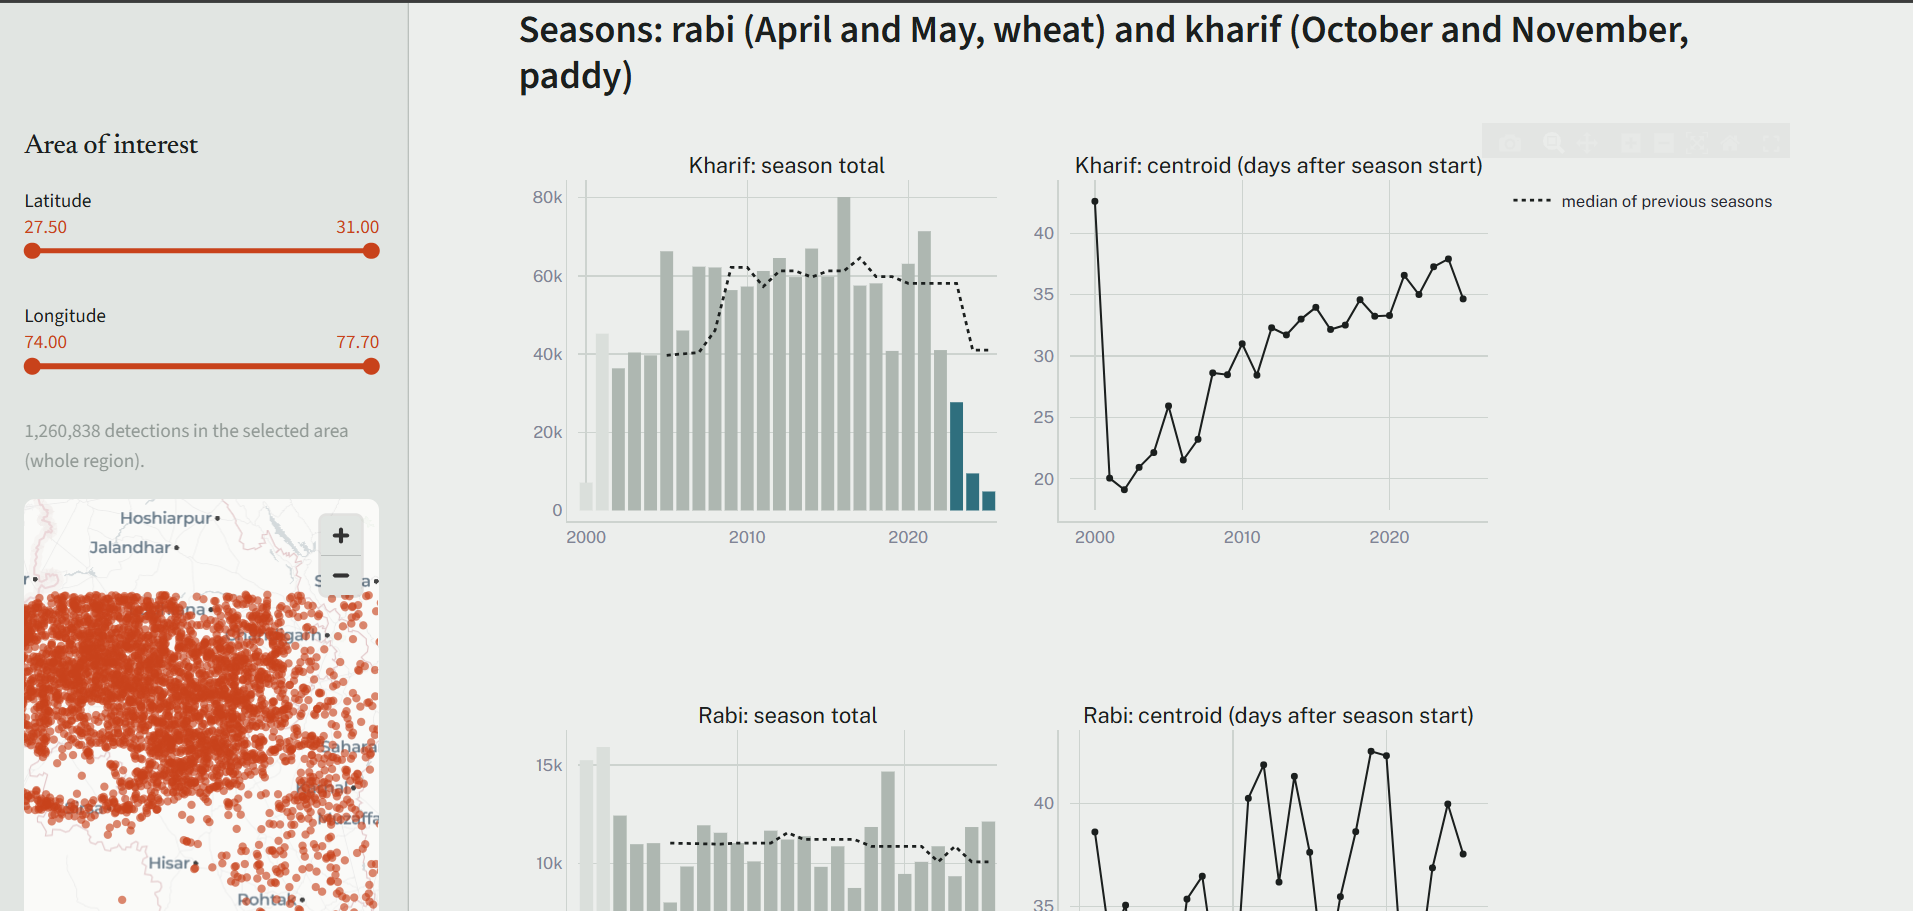 Seasons: rabi (April and May, wheat) and kharif (October and November,
paddy)
Area of interest
Latitude
27.50 31.00
Longitude
74.00 77.70
1,260,838 detections in the selected area
(whole region).
Hoshiarpur
Jalandhar
Hisar
Rohtak
+
−
Kharif: season total
80k
60k
40k
20k
0
2000 2010 2020
Kharif: centroid (days after season start)
40
35
30
25
20
2000 2010 2020
median of previous seasons
Rabi: season total
15k
10k
Rabi: centroid (days after season start)
40
35